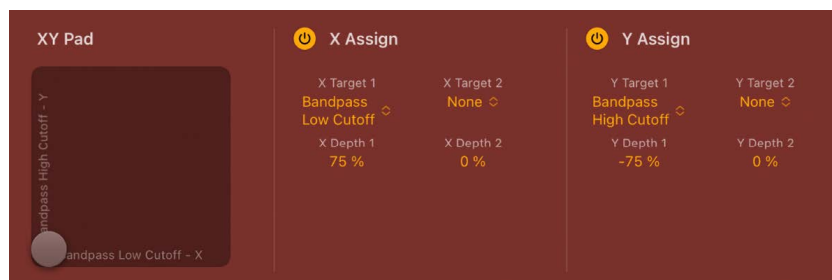 XY Pad
Bandpass High Cutoff - Y
andpass Low Cutoff - X
X Assign
X Target 1
Bandpass
Low Cutoff
X Target 2
None
X Depth 1
75 %
X Depth 2
0 %
Y Assign
Y Target 1
Bandpass
High Cutoff
Y Target 2
None
Y Depth 1
-75 %
Y Depth 2
0 %